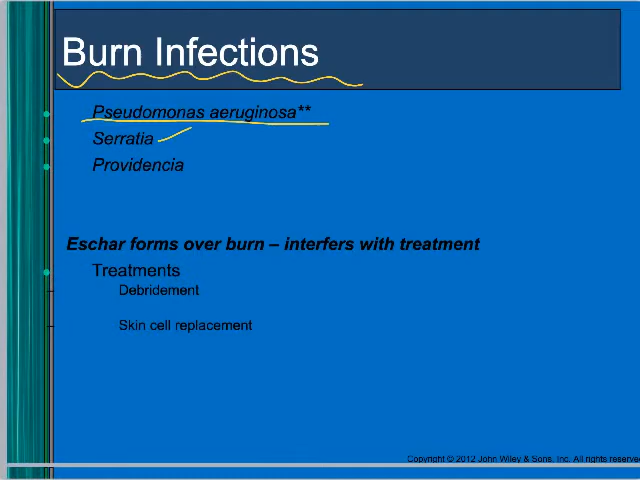 Burn Infections
Pseudomonas aeruginosa**
Serratia
Providencia
Eschar forms over burn – interfers with treatment
Treatments
Debridement
Skin cell replacement
Copyright © 2012 John Wiley & Sons, Inc. All rights reserve